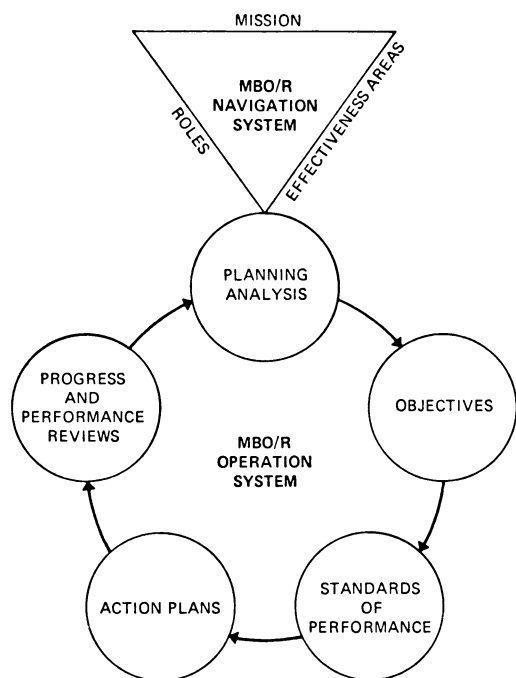 MISSION
MBO/R
NAVIGATION
SYSTEM
ROLES
EFFECTIVENESS AREAS
PLANNING
ANALYSIS
PROGRESS
AND
PERFORMANCE
REVIEWS
OBJECTIVES
MBO/R
OPERATION
SYSTEM
ACTION PLANS
STANDARDS
OF
PERFORMANCE